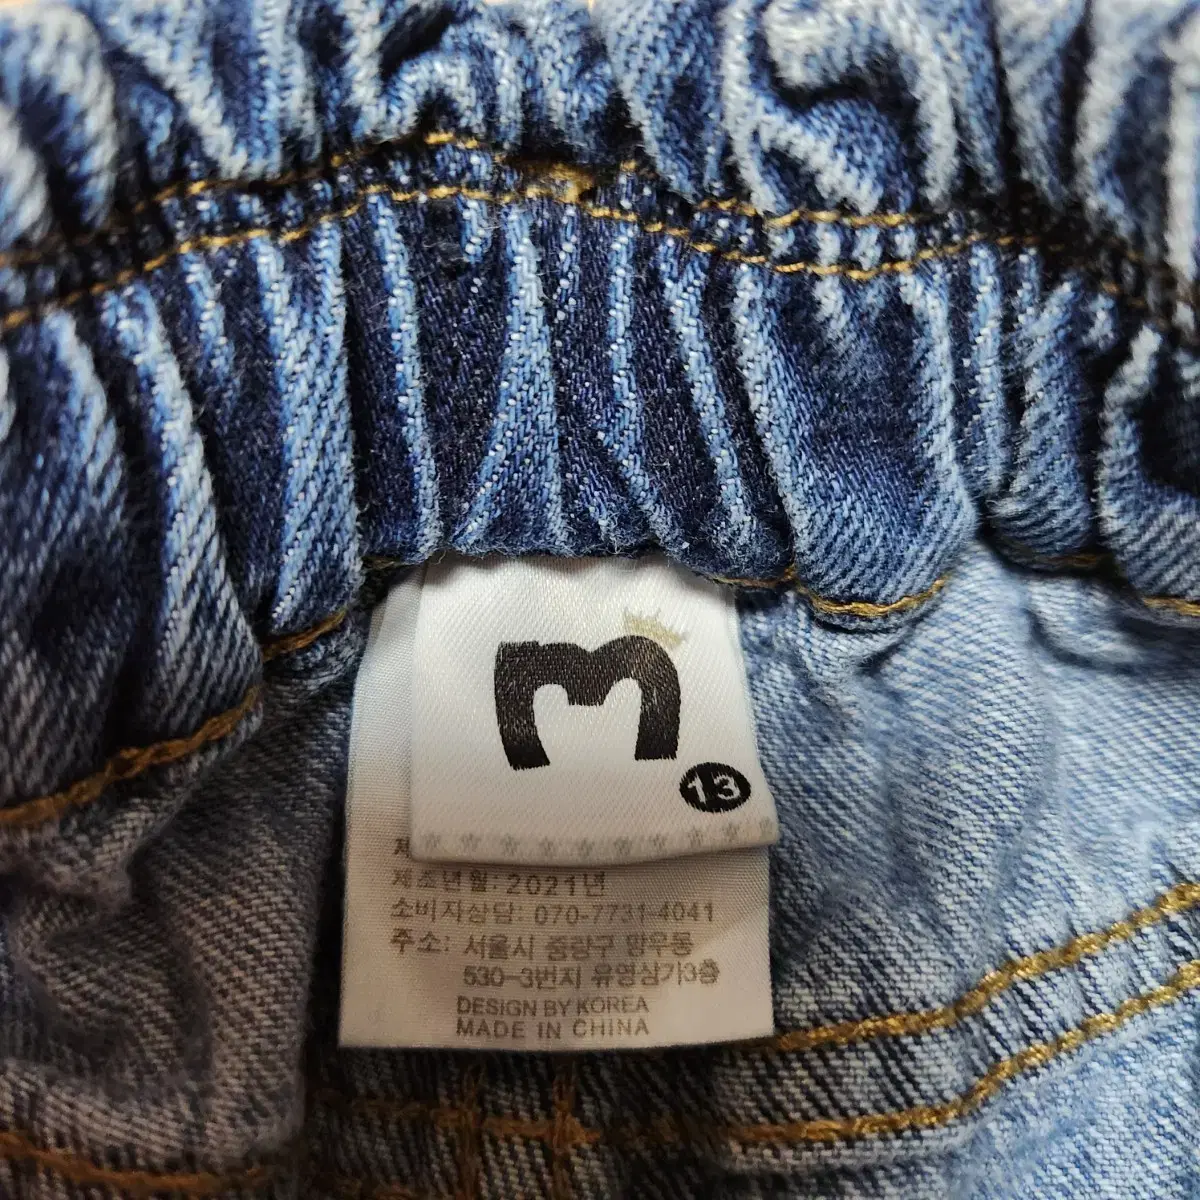 m
13
제조년월: 2021년
소비자상담: 070-7731-4041
주소: 서울시 중랑구 망우동
530-3번지 유영상가3층
DESIGN BY KOREA
MADE IN CHINA